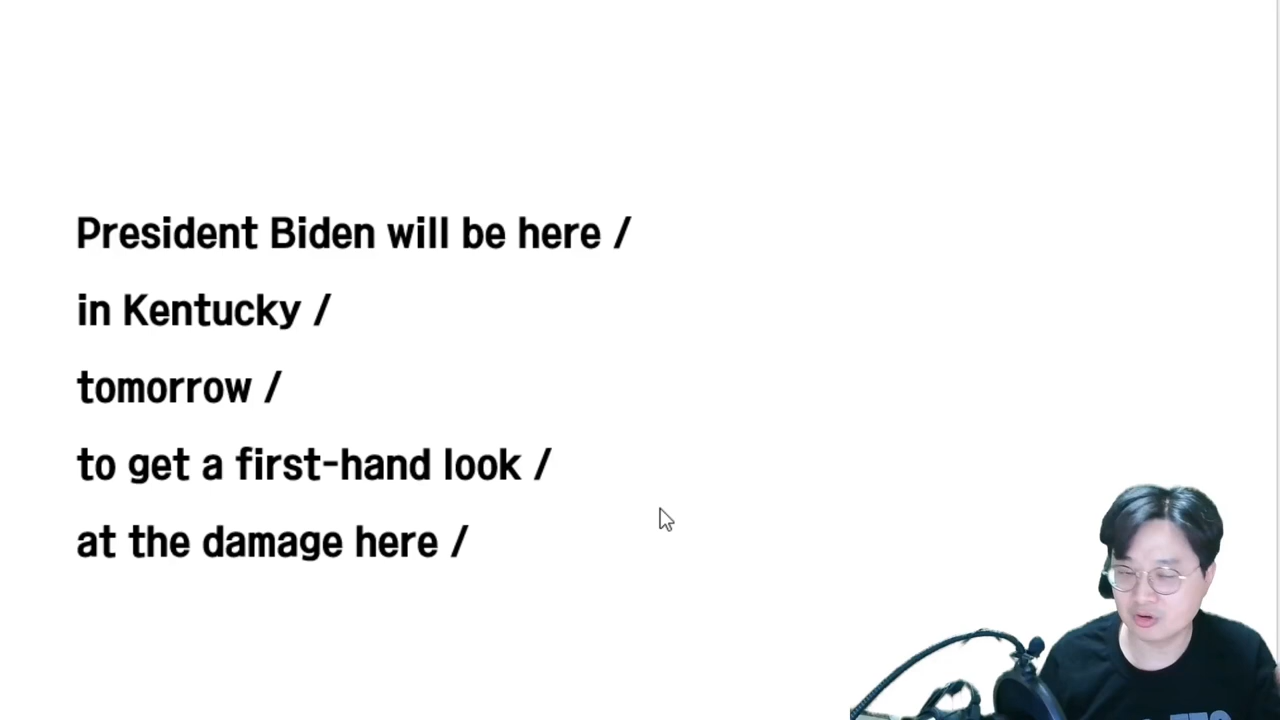 President Biden will be here /
in Kentucky /
tomorrow /
to get a first-hand look /
at the damage here /